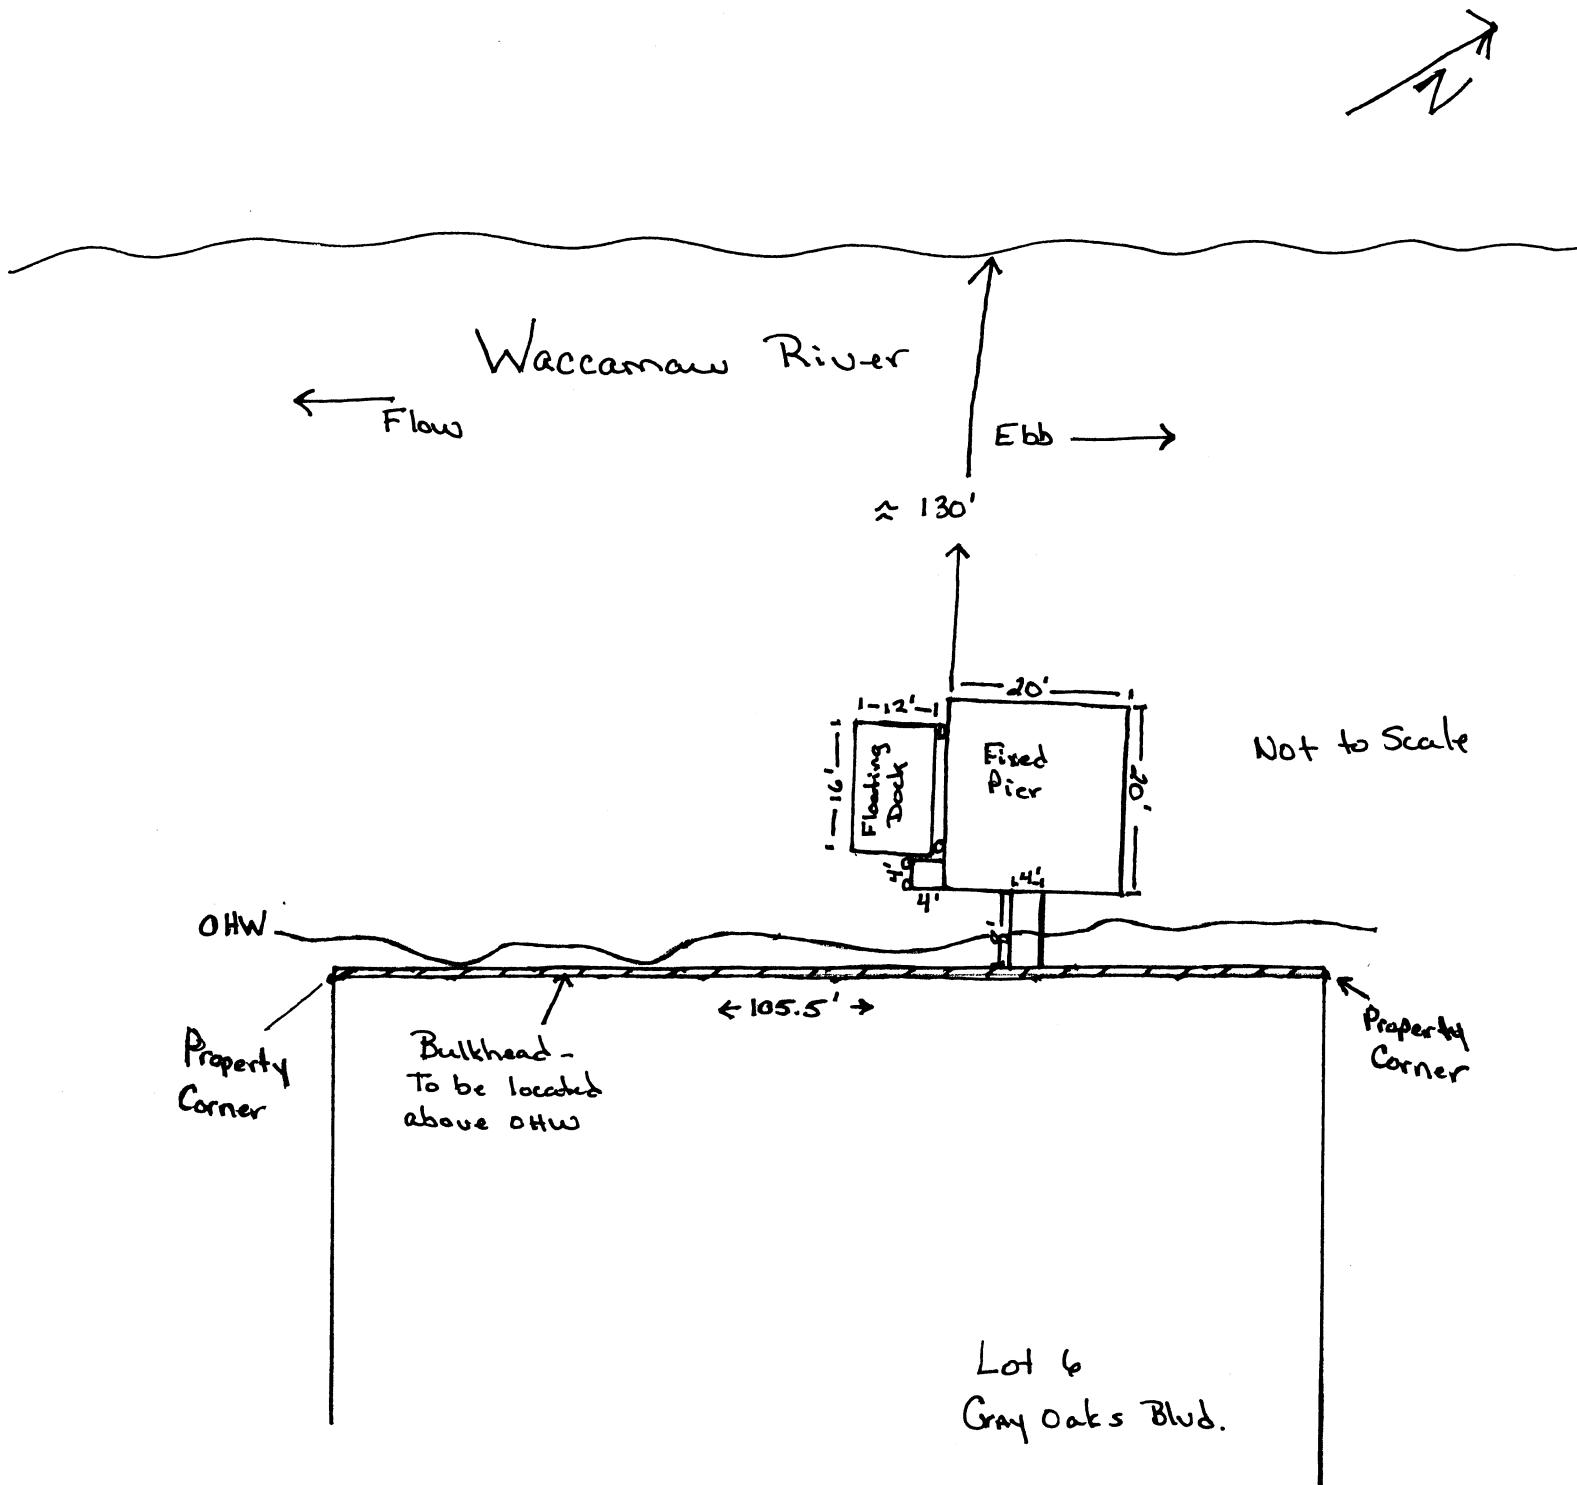 N
Waccamaw River
Flow
Ebb
≈ 130'
20'
12'
Fixed
Pier
Floating
Dock
16'
20'
Not to Scale
4'
4'
4'
8'
OHW
105.5'
Property
Corner
Bulkhead -
To be located
above OHW
Property
Corner
Lot 6
Gray Oaks Blvd.